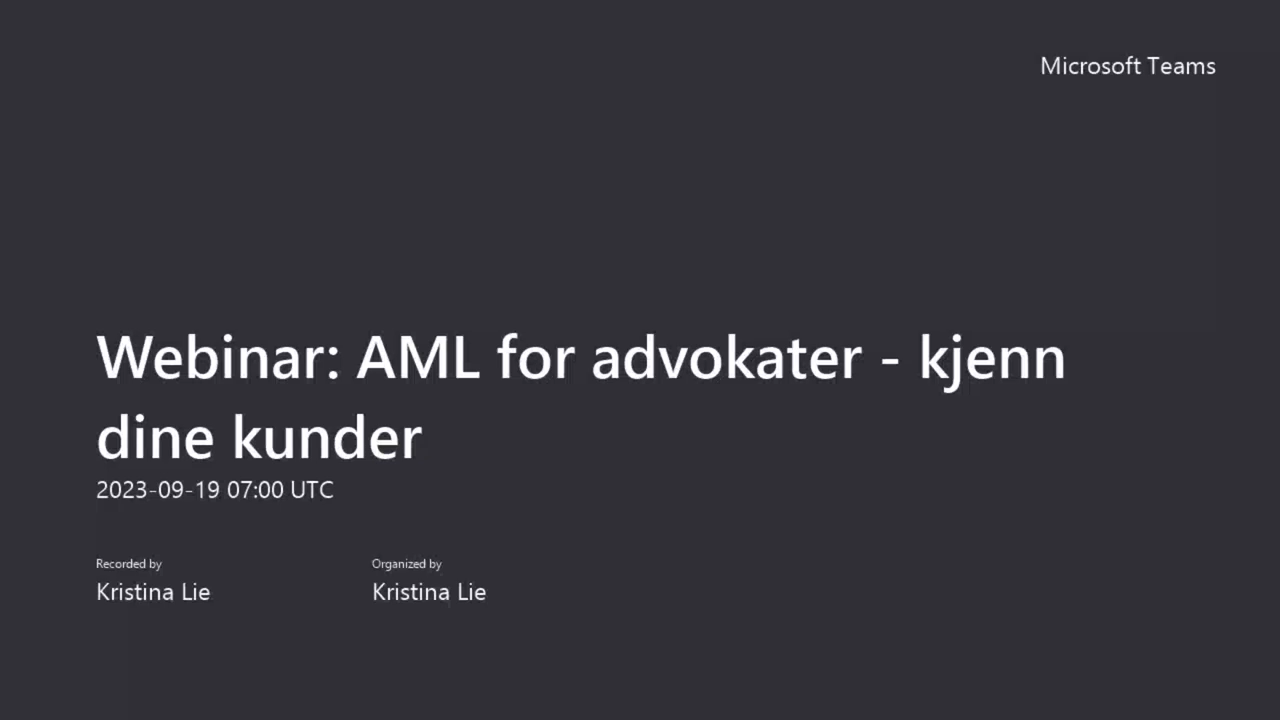 Microsoft Teams
Webinar: AML for advokater - kjenn
dine kunder
2023-09-19 07:00 UTC
Recorded by
Organized by
Kristina Lie
Kristina Lie